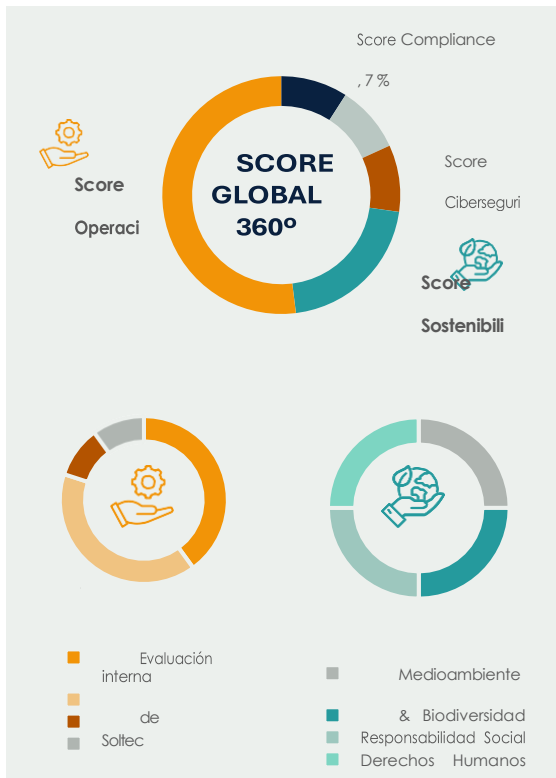 Score Compliance
, 7 %
SCORE
GLOBAL
360º
Score
Operaci
Score
Ciberseguri
Score
Sostenibili
Evaluación
interna
de
Soltec
Medioambiente
& Biodiversidad
Responsabilidad Social
Derechos Humanos